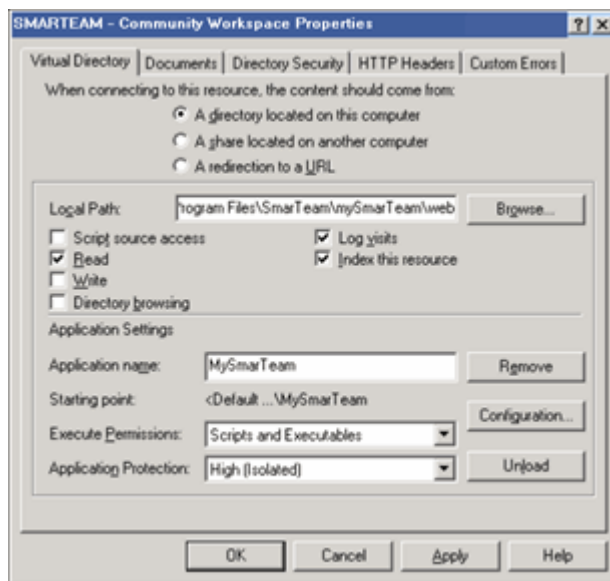 SMARTEAM - Community Workspace Properties
Virtual Directory Documents Directory Security HTTP Headers Custom Errors
When connecting to this resource, the content should come from:
A directory located on this computer
A share located on another computer
A redirection to a URL
Local Path: rogram Files\SmarTeam\mySmarTeam\web Browse...
Script source access Log visits
Read Index this resource
Write
Directory browsing
Application Settings
Application name: MySmarTeam Remove
Starting point: <Default ...\MySmarTeam
Configuration...
Execute Permissions: Scripts and Executables
Application Protection: High (Isolated) Unload
OK Cancel Apply Help